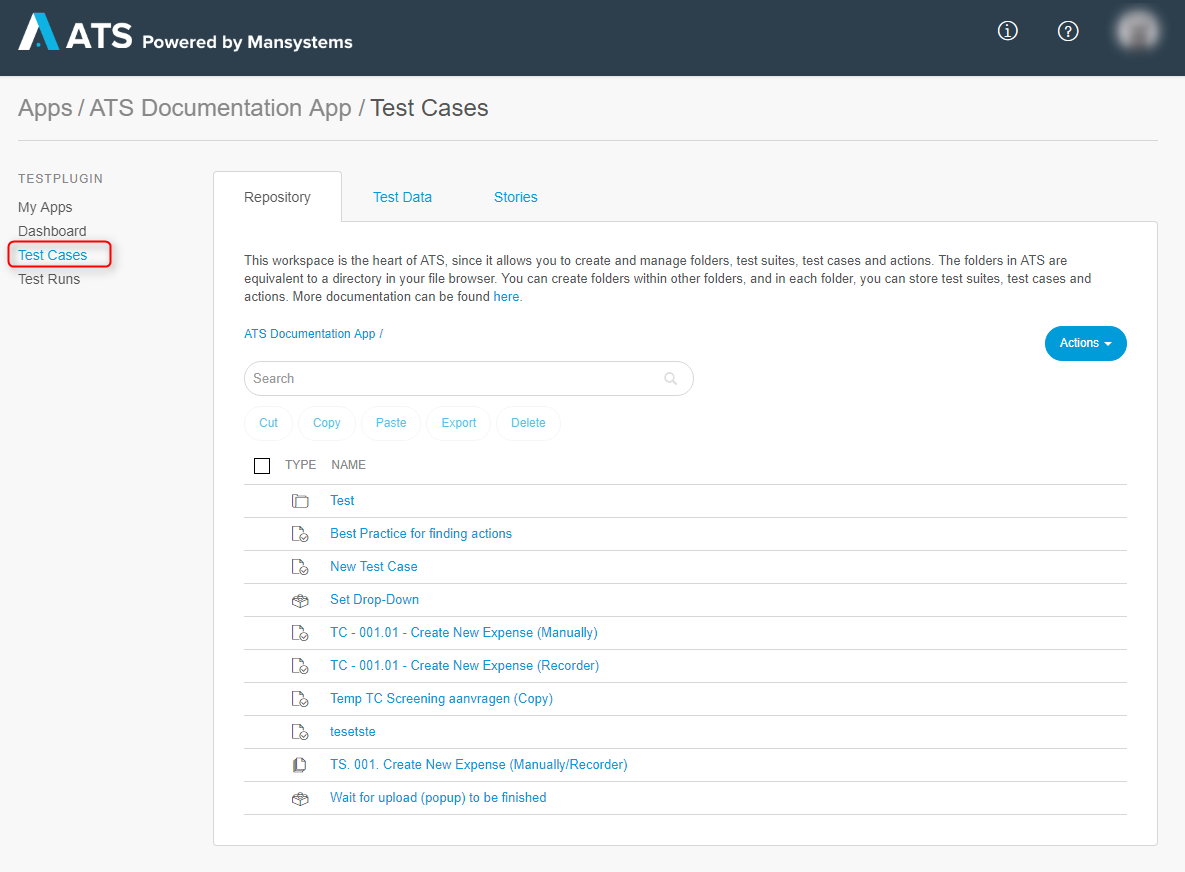 ATS Powered by Mansystems
Apps / ATS Documentation App / Test Cases
TESTPLUGIN
My Apps
Dashboard
Test Cases
Test Runs
Repository
Test Data
Stories
This workspace is the heart of ATS, since it allows you to create and manage folders, test suites, test cases and actions. The folders in ATS are
equivalent to a directory in your file browser. You can create folders within other folders, and in each folder, you can store test suites, test cases and
actions. More documentation can be found here.
ATS Documentation App /
Actions
Search
Cut
Copy
Paste
Export
Delete
TYPE NAME
Test
Best Practice for finding actions
New Test Case
Set Drop-Down
TC - 001.01 - Create New Expense (Manually)
TC - 001.01 - Create New Expense (Recorder)
Temp TC Screening aanvragen (Copy)
tesetste
TS. 001. Create New Expense (Manually/Recorder)
Wait for upload (popup) to be finished